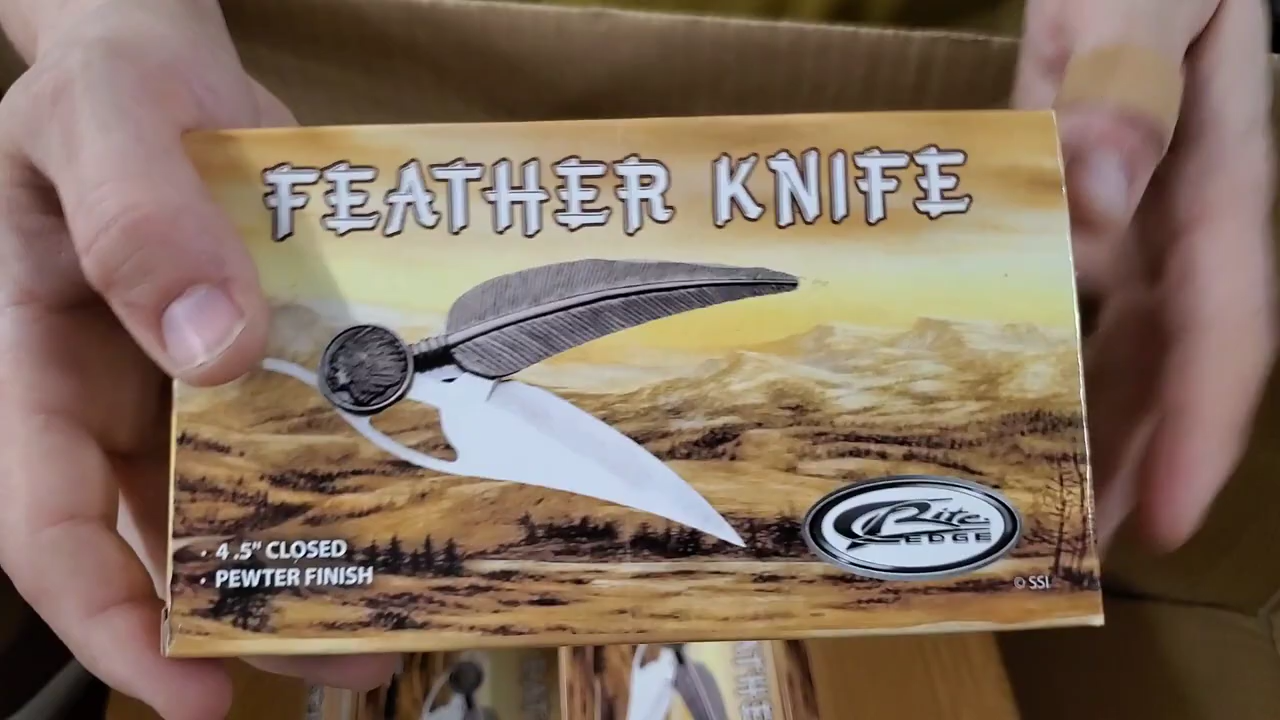 FEATHER KNIFE
• 4 .5" CLOSED
• PEWTER FINISH
Rite
EDGE
© SSI